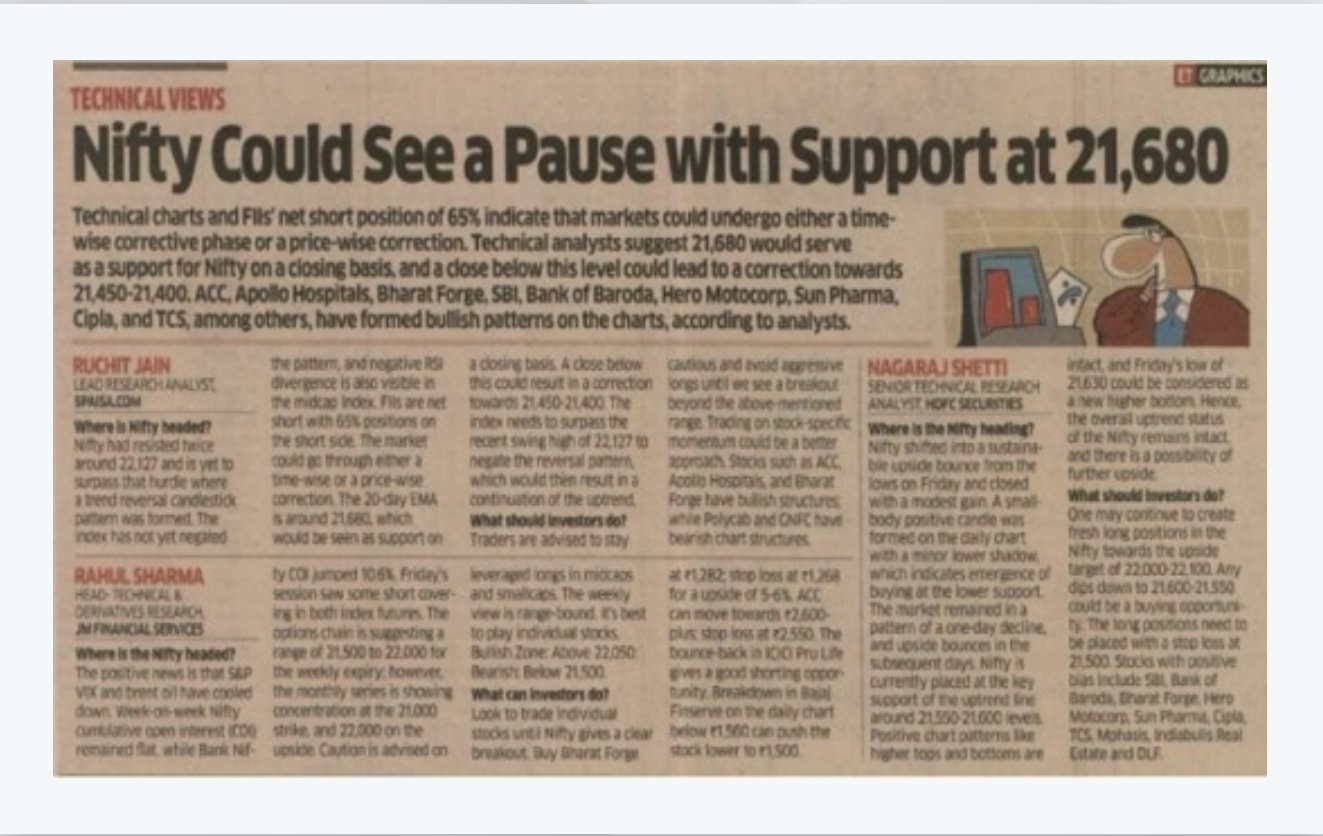 ET GRAPHICS
TECHNICAL VIEWS
Nifty Could See a Pause with Support at 21,680
Technical charts and FIIs' net short position of 65% indicate that markets could undergo either a time-
wise corrective phase or a price-wise correction. Technical analysts suggest 21,680 would serve
as a support for Nifty on a closing basis, and a close below this level could lead to a correction towards
21,450-21,400. ACC, Apollo Hospitals, Bharat Forge, SBI, Bank of Baroda, Hero Motocorp, Sun Pharma,
Cipla, and TCS, among others, have formed bullish patterns on the charts, according to analysts.
RUCHIT JAIN
LEAD RESEARCH ANALYST,
5PAISA.COM
Where is Nifty headed?
Nifty had resisted twice
around 22,127 and is yet to
surpass that hurdle where
a trend reversal candlestick
pattern was formed. The
index has not yet negated
the pattern, and negative RSI
divergence is also visible in
the midcap index. FIIs are net
short with 65% positions on
the short side. The market
could go through either a
time-wise or a price-wise
correction. The 20-day EMA
is around 21,680, which
would be seen as support on
a closing basis. A close below
this could result in a correction
towards 21,450-21,400. The
index needs to surpass the
recent swing high of 22,127 to
negate the reversal pattern,
which would then result in a
continuation of the uptrend.
What should investors do?
Traders are advised to stay
cautious and avoid aggressive
longs until we see a breakout
beyond the above-mentioned
range. Trading on stock-specific
momentum could be a better
approach. Stocks such as ACC,
Apollo Hospitals, and Bharat
Forge have bullish structures,
while Polycab and GNFC have
bearish chart structures.
RAHUL SHARMA
HEAD- TECHNICAL &
DERIVATIVES RESEARCH,
JM FINANCIAL SERVICES
Where is the Nifty headed?
The positive news is that S&P
VIX and brent oil have cooled
down. Week-on-week Nifty
cumulative open interest (COI)
remained flat, while Bank Nif-
ty COI jumped 10.6%. Friday's
session saw some short cover-
ing in both index futures. The
options chain is suggesting a
range of 21,500 to 22,000 for
the weekly expiry; however,
the monthly series is showing
concentration at the 21,000
strike, and 22,000 on the
upside. Caution is advised on
leveraged longs in midcaps
and smallcaps. The weekly
view is range-bound. It's best
to play individual stocks.
Bullish Zone: Above 22,050;
Bearish: Below 21,500.
What can investors do?
Look to trade individual
stocks until Nifty gives a clear
breakout. Buy Bharat Forge
at ₹1,282; stop loss at ₹1,268
for a upside of 5-6%. ACC
can move towards ₹2,600-
plus; stop loss at ₹2,550. The
bounce-back in ICICI Pru Life
gives a good shorting oppor-
tunity. Breakdown in Bajaj
Finserve on the daily chart
below ₹1,560 can push the
stock lower to ₹1,500.
NAGARAJ SHETTI
SENIOR TECHNICAL RESEARCH
ANALYST, HDFC SECURITIES
Where is the Nifty heading?
Nifty shifted into a sustaina-
ble upside bounce from the
lows on Friday and closed
with a modest gain. A small-
body positive candle was
formed on the daily chart
with a minor lower shadow,
which indicates emergence of
buying at the lower support.
The market remained in a
pattern of a one-day decline,
and upside bounces in the
subsequent days. Nifty is
currently placed at the key
support of the uptrend line
around 21,550-21,600 levels.
Positive chart patterns like
higher tops and bottoms are
intact, and Friday's low of
21,630 could be considered as
a new higher bottom. Hence,
the overall uptrend status
of the Nifty remains intact,
and there is a possibility of
further upside.
What should investors do?
One may continue to create
fresh long positions in the
Nifty towards the upside
target of 22,000-22,100. Any
dips down to 21,600-21,550
could be a buying opportuni-
ty. The long positions need to
be placed with a stop loss at
21,500. Stocks with positive
bias include SBI, Bank of
Baroda, Bharat Forge, Hero
Motocorp, Sun Pharma, Cipla,
TCS, Mphasis, Indiabulls Real
Estate and DLF.